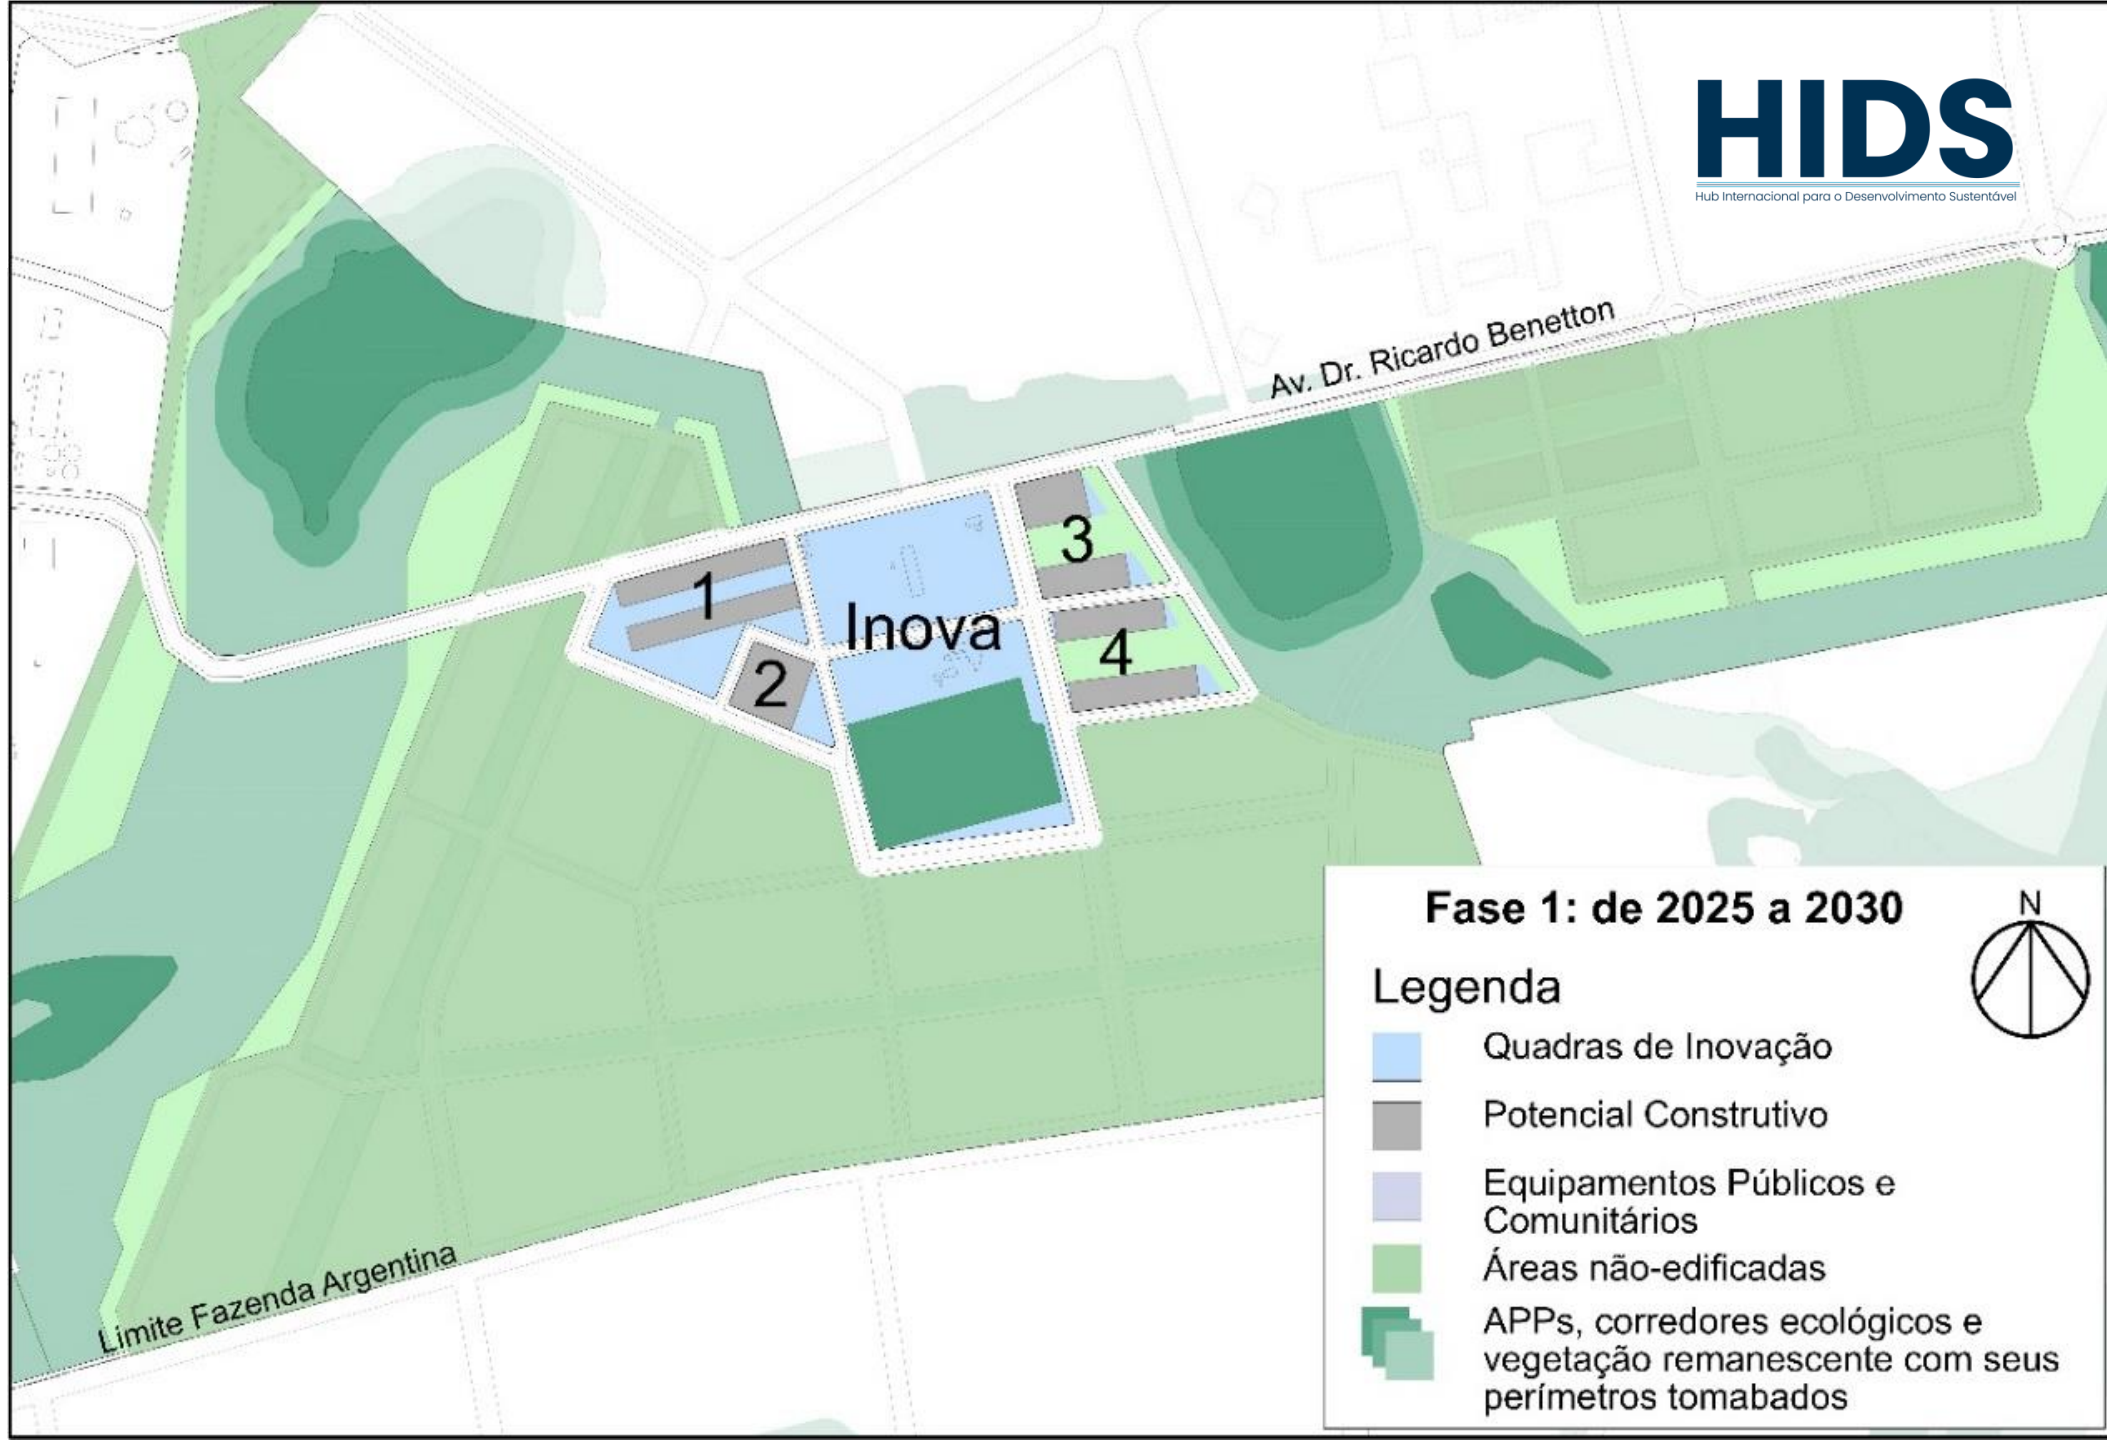 HIDS
Hub Internacional para o Desenvolvimento Sustentável
Av. Dr. Ricardo Benetton
1
2
3
4
Inova
Limite Fazenda Argentina
Fase 1: de 2025 a 2030
N
Legenda
Quadras de Inovação
Potencial Construtivo
Equipamentos Públicos e
Comunitários
Áreas não-edificadas
APPs, corredores ecológicos e
vegetação remanescente com seus
perímetros tomabados